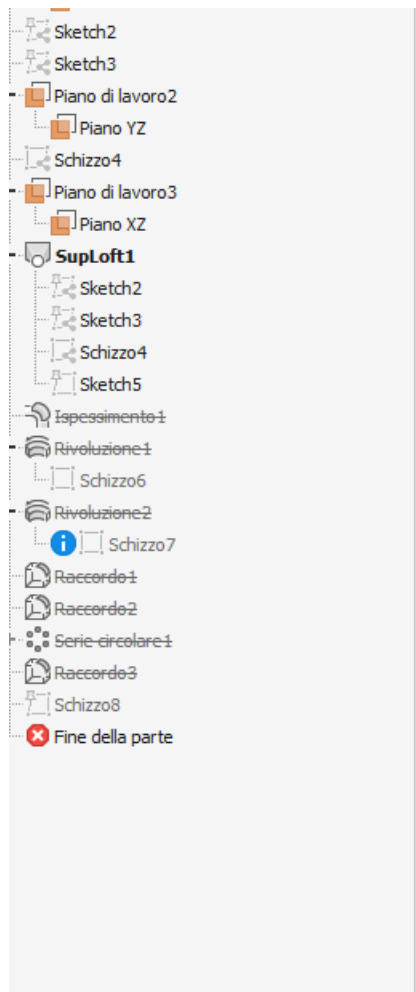 Sketch2
Sketch3
Piano di lavoro2
Piano YZ
Schizzo4
Piano di lavoro3
Piano XZ
SupLoft1
Sketch2
Sketch3
Schizzo4
Sketch5
Ispessimento1
Rivoluzione1
Schizzo6
Rivoluzione2
Schizzo7
Raccordo1
Raccordo2
Serie circolare1
Raccordo3
Schizzo8
Fine della parte